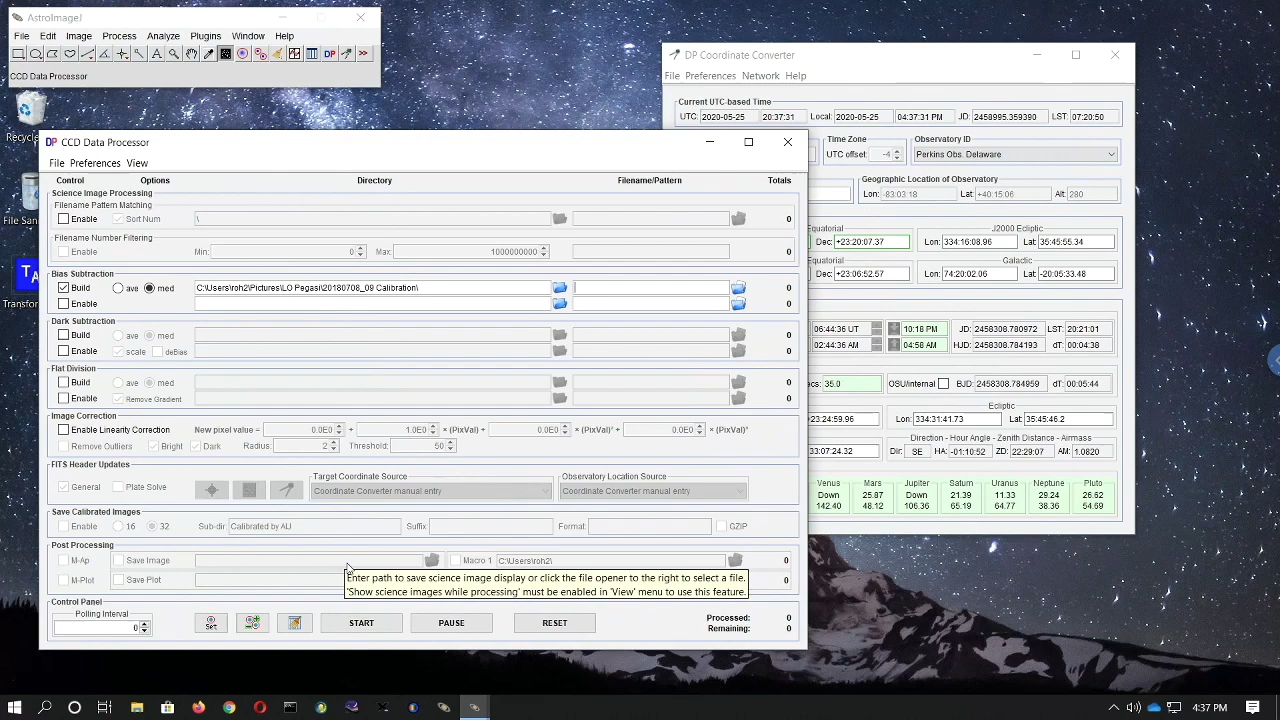 AstroImageJ
File Edit Image Process Analyze Plugins Window Help
A DP >>
CCD Data Processor
Recycle
File San
TA
Transfor
DP Coordinate Converter
File Preferences Network Help
Current UTC-based Time
UTC: 2020-05-25 20:37:31 Local: 2020-05-25 04:37:31 PM JD: 2458995.359398 LST: 07:20:50
Time Zone Observatory ID
UTC offset: -4 Perkins Obs. Delaware
Geographic Location of Observatory
Lon: -83:03:18 Lat: +40:15:06 Alt: 280
Equatorial J2000 Ecliptic
Dec: +23:20:07.37 Lon: 334:16:08.96 Lat: 35:45:55.34
Equatorial Galactic
Dec: +23:06:52.57 Lon: 74:20:02.06 Lat: -20:05:33.48
06:44:36 UT 10:18 PM JD: 2458308.780972 LST: 20:21:01
02:44:36 AM 04:58 AM HJD: 2458308.784193 dT: 00:04:38
35.0 OSU/internal BJD: 2458308.784959 dT: 00:05:44
Ecliptic
:24:59.96 Lon: 334:31:41.73 Lat: 35:45:46.2
Direction - Hour Angle - Zenith Distance - Airmass
33:07:24.32 Dir: SE HA: -01:10:52 ZD: 22:29:07 AM: 1.0820
Venus Mars Jupiter Saturn Uranus Neptune Pluto
Down 25.87 Down 21.39 Down 29.24 26.62
142.40 08.12 106.36 55.19 64.77 38.36 54.69
DP CCD Data Processor
File Preferences View
Control Options Directory Filename/Pattern Totals
Science Image Processing
Filename Pattern Matching
Enable Sort Num \ 0
Filename Number Filtering
Enable Min: 0 Max: 1000000000 0
Bias Subtraction
Build ave med C:\Users\roh2\Pictures\LO Pegasi\20180708_09 Calibration\ 0
Enable 0
Dark Subtraction
Build ave med 0
Enable scale deBias 0
Flat Division
Build ave med 0
Enable Remove Gradient 0
Image Correction
Enable Linearity Correction New pixel value = 0.0E0 + 1.0E0 × (PixVal) + 0.0E0 × (PixVal)² + 0.0E0 × (PixVal)³
Remove Outliers Bright Dark Radius: 2 Threshold: 50
FITS Header Updates
Target Coordinate Source Observatory Location Source
General Plate Solve Coordinate Converter manual entry Coordinate Converter manual entry
Save Calibrated Images
Enable 16 32 Sub-dir: Calibrated by ALI Suffix: Format: GZIP
Post Processing
M-Ap Save Image Macro 1 C:\Users\roh2\ 0
M-Plot Save Plot
Enter path to save science image display or click the file opener to the right to select a file.
'Show science images while processing' must be enabled in 'View' menu to use this feature.
Control Panel
Polling Interval
0 SET START PAUSE RESET
Processed: 0
Remaining: 0
4:37 PM